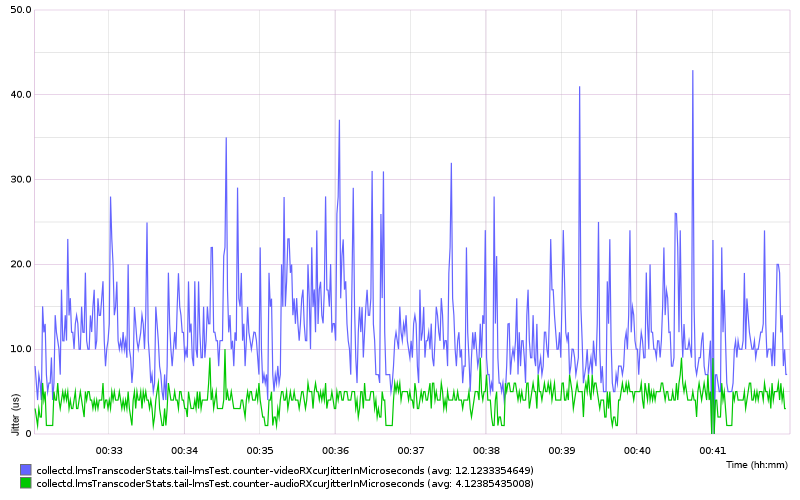 50.0
40.0
30.0
20.0
10.0
0
Jitter (us)
00:33 00:34 00:35 00:36 00:37 00:38 00:39 00:40 00:41
Time (hh:mm)
collectd.lmsTranscoderStats.tail-lmsTest.counter-videoRXcurJitterInMicroseconds (avg: 12.1233354649)
collectd.lmsTranscoderStats.tail-lmsTest.counter-audioRXcurJitterInMicroseconds (avg: 4.12385435008)